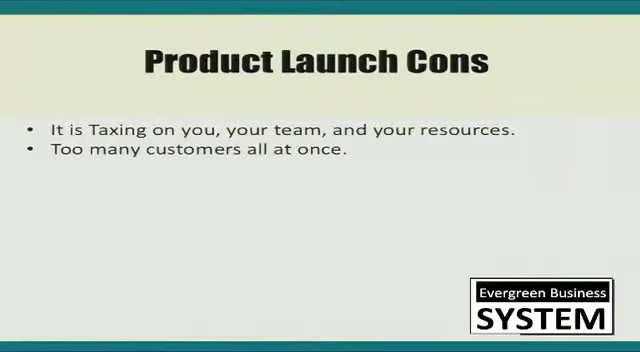 Product Launch Cons
• It is Taxing on you, your team, and your resources.
• Too many customers all at once.
Evergreen Business
SYSTEM